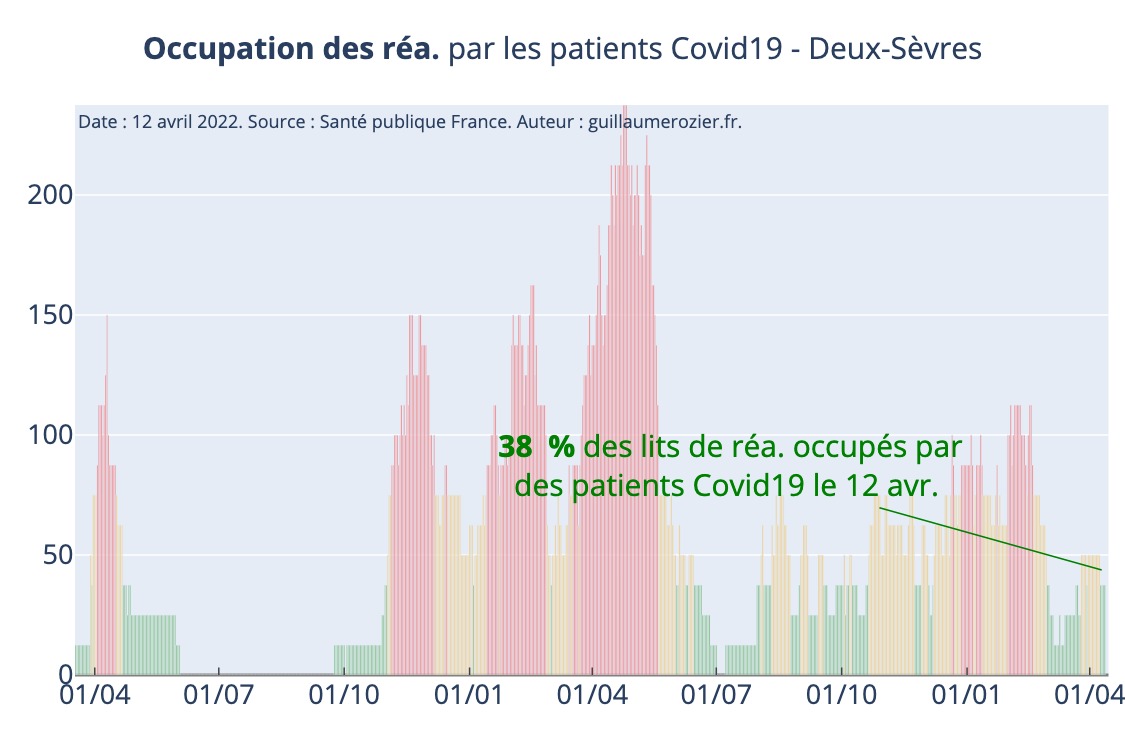 Occupation des réa. par les patients Covid19 - Deux-Sèvres
Date : 12 avril 2022. Source : Santé publique France. Auteur : guillaumerozier.fr.
200
150
100
50
0
38 % des lits de réa. occupés par
des patients Covid19 le 12 avr.
01/04 01/07 01/10 01/01 01/04 01/07 01/10 01/01 01/04